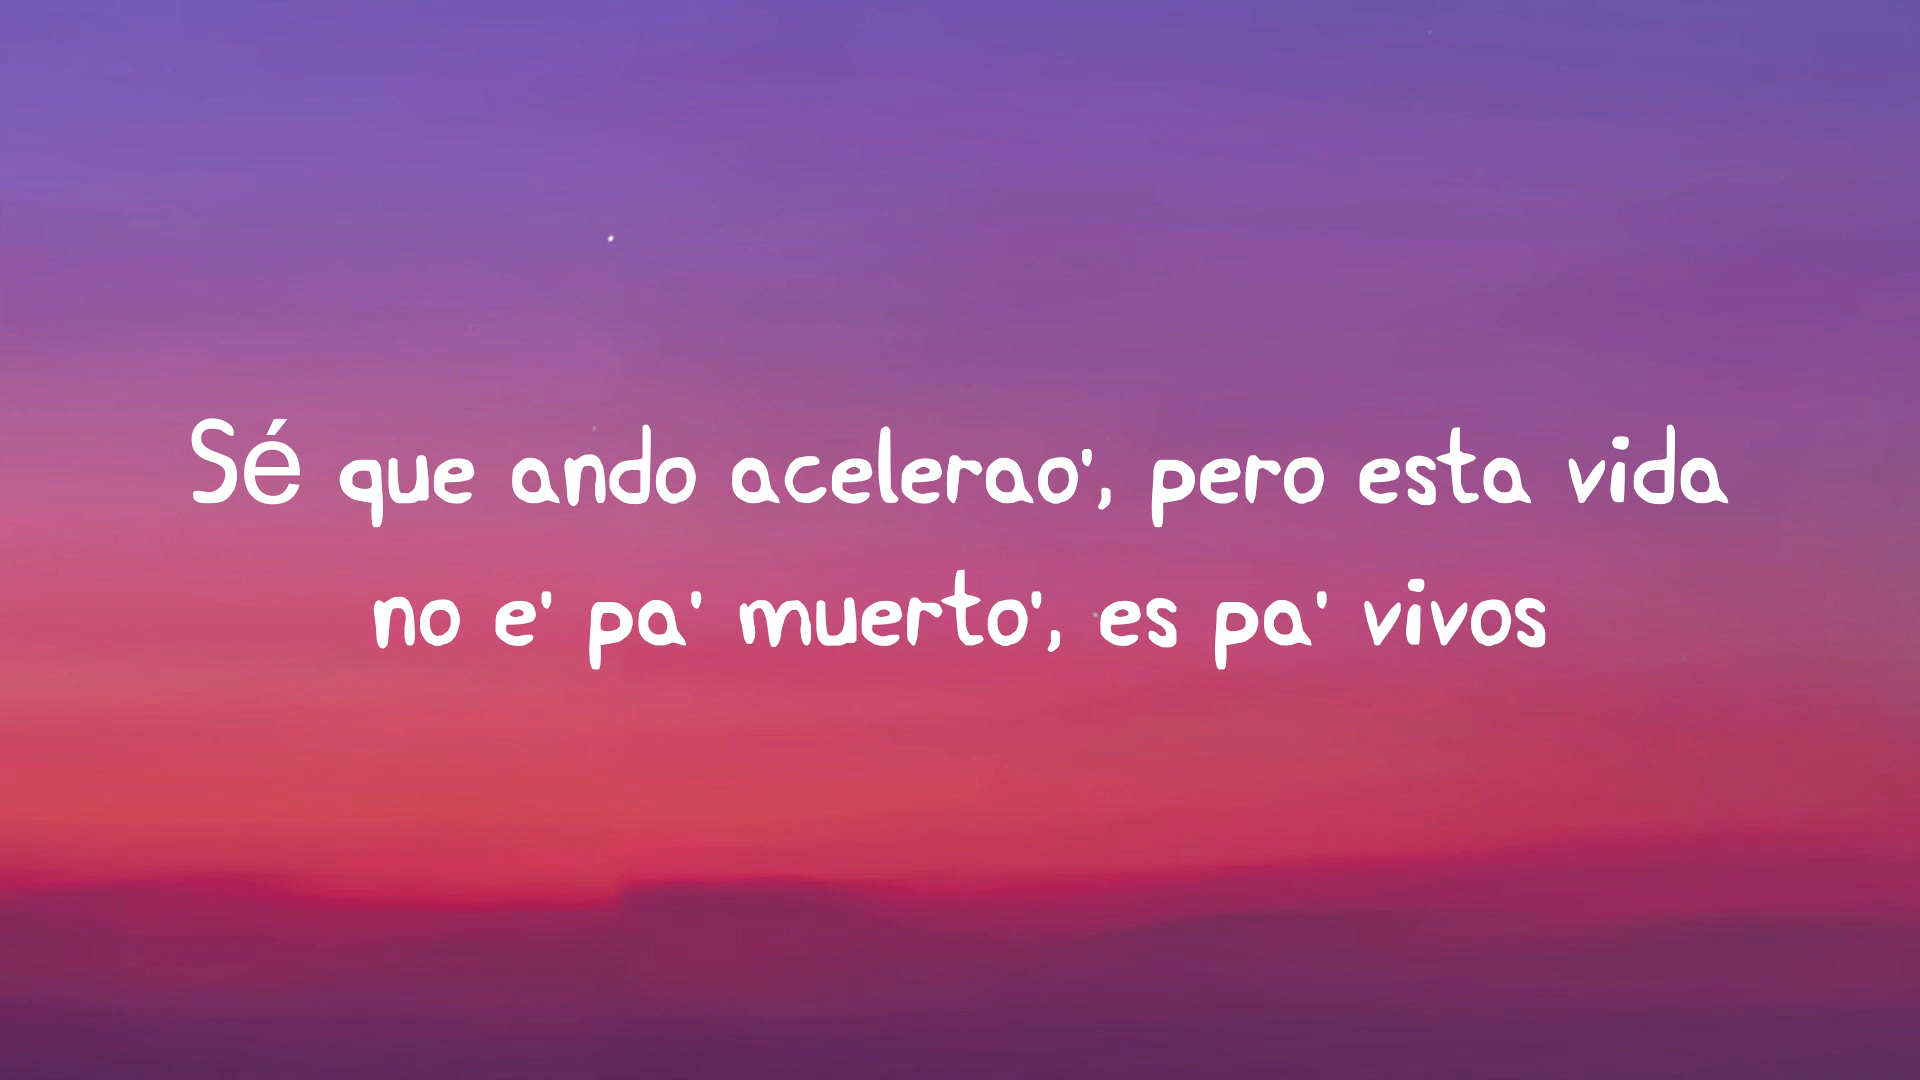 Sé que ando acelerao', pero esta vida
no e' pa' muerto', es pa' vivos